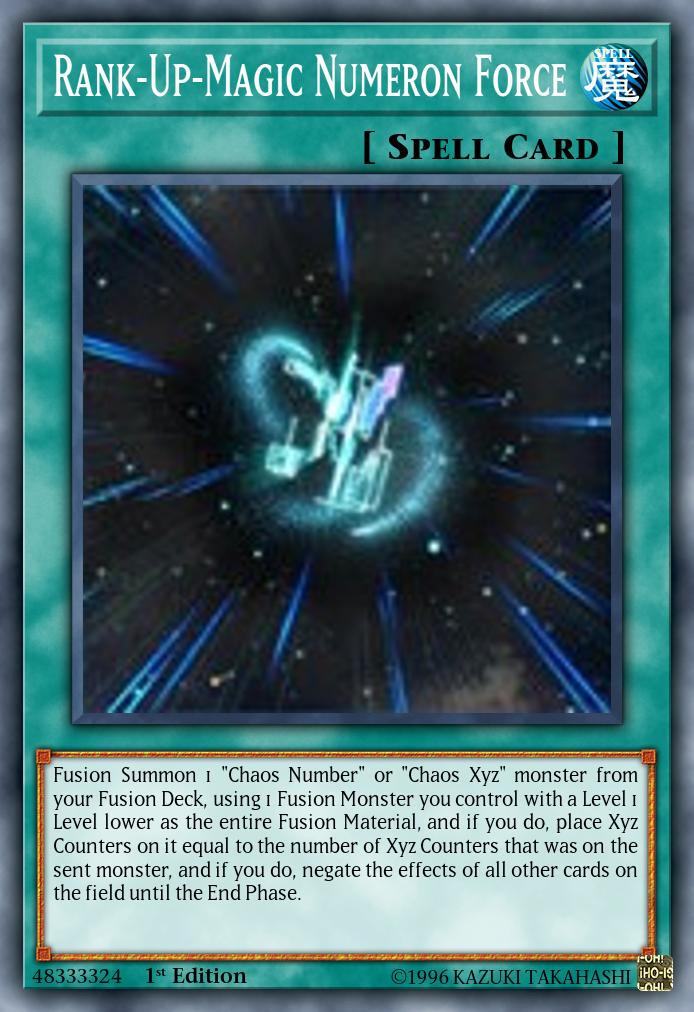 Rank-Up-Magic Numeron Force
SPELL
魔
[ Spell Card ]
Fusion Summon 1 "Chaos Number" or "Chaos Xyz" monster from
your Fusion Deck, using 1 Fusion Monster you control with a Level 1
Level lower as the entire Fusion Material, and if you do, place Xyz
Counters on it equal to the number of Xyz Counters that was on the
sent monster, and if you do, negate the effects of all other cards on
the field until the End Phase.
48333324 1st Edition ©1996 KAZUKI TAKAHASHI